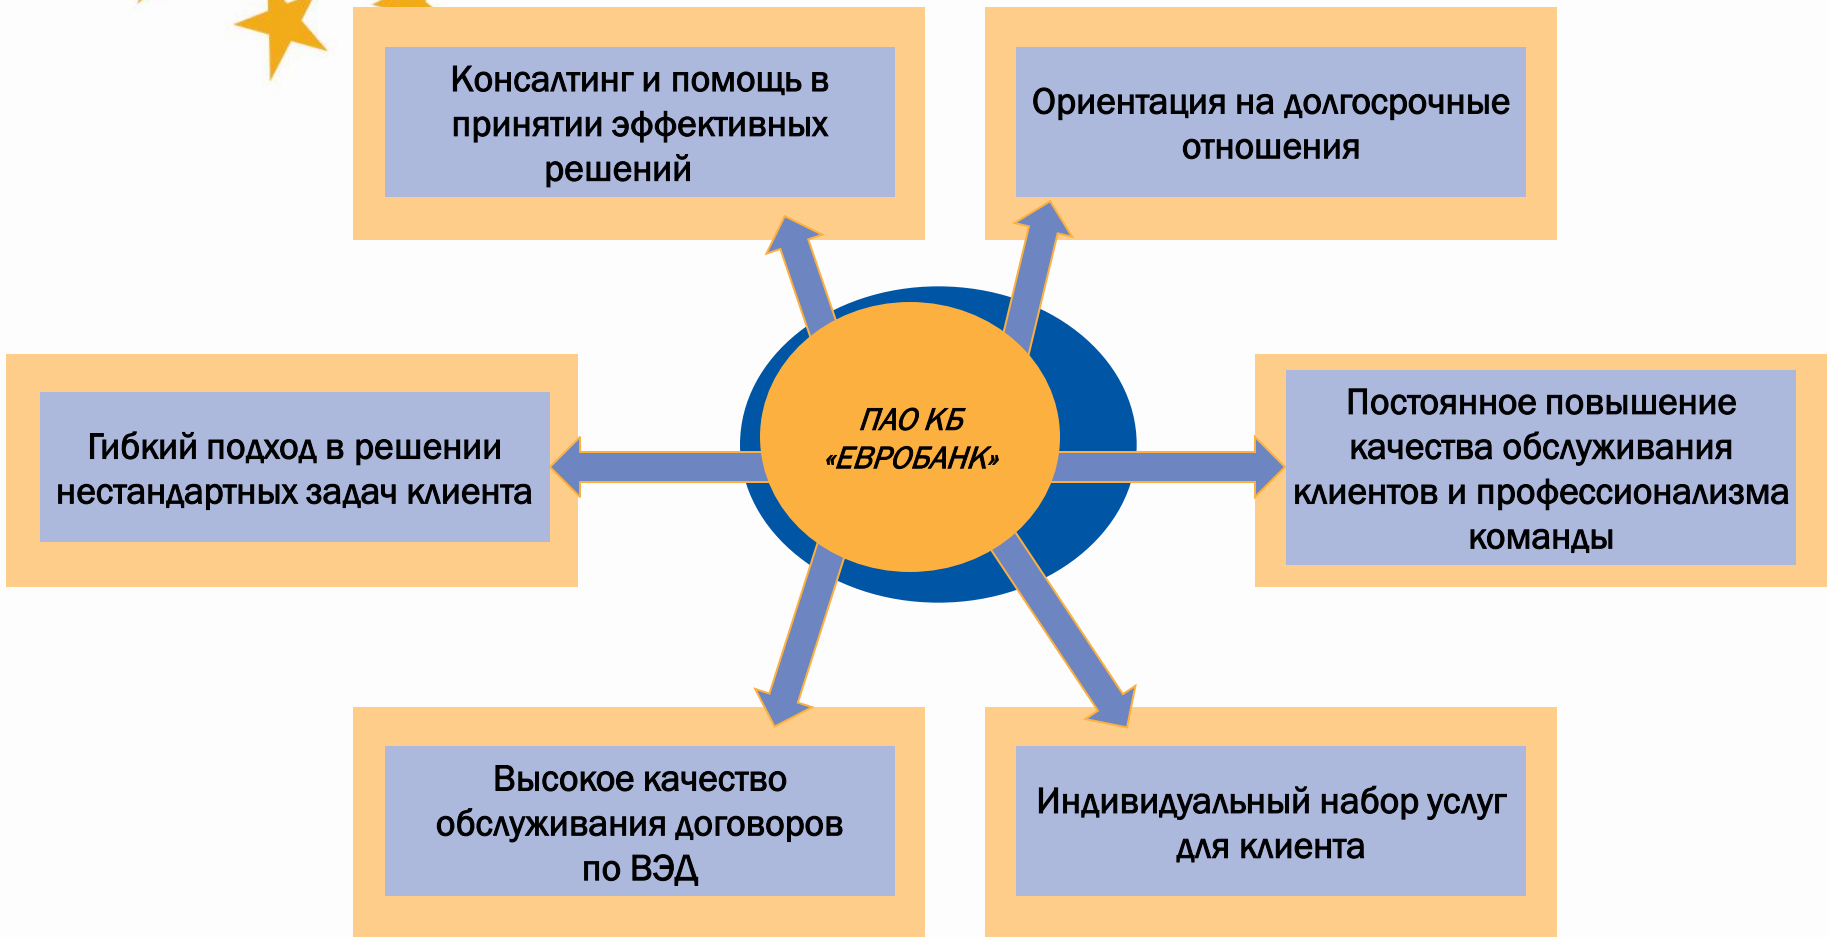 Консалтинг и помощь в
принятии эффективных
решений
Ориентация на долгосрочные
отношения
ПАО КБ
«ЕВРОБАНК»
Гибкий подход в решении
нестандартных задач клиента
Постоянное повышение
качества обслуживания
клиентов и профессионализма
команды
Высокое качество
обслуживания договоров
по ВЭД
Индивидуальный набор услуг
для клиента